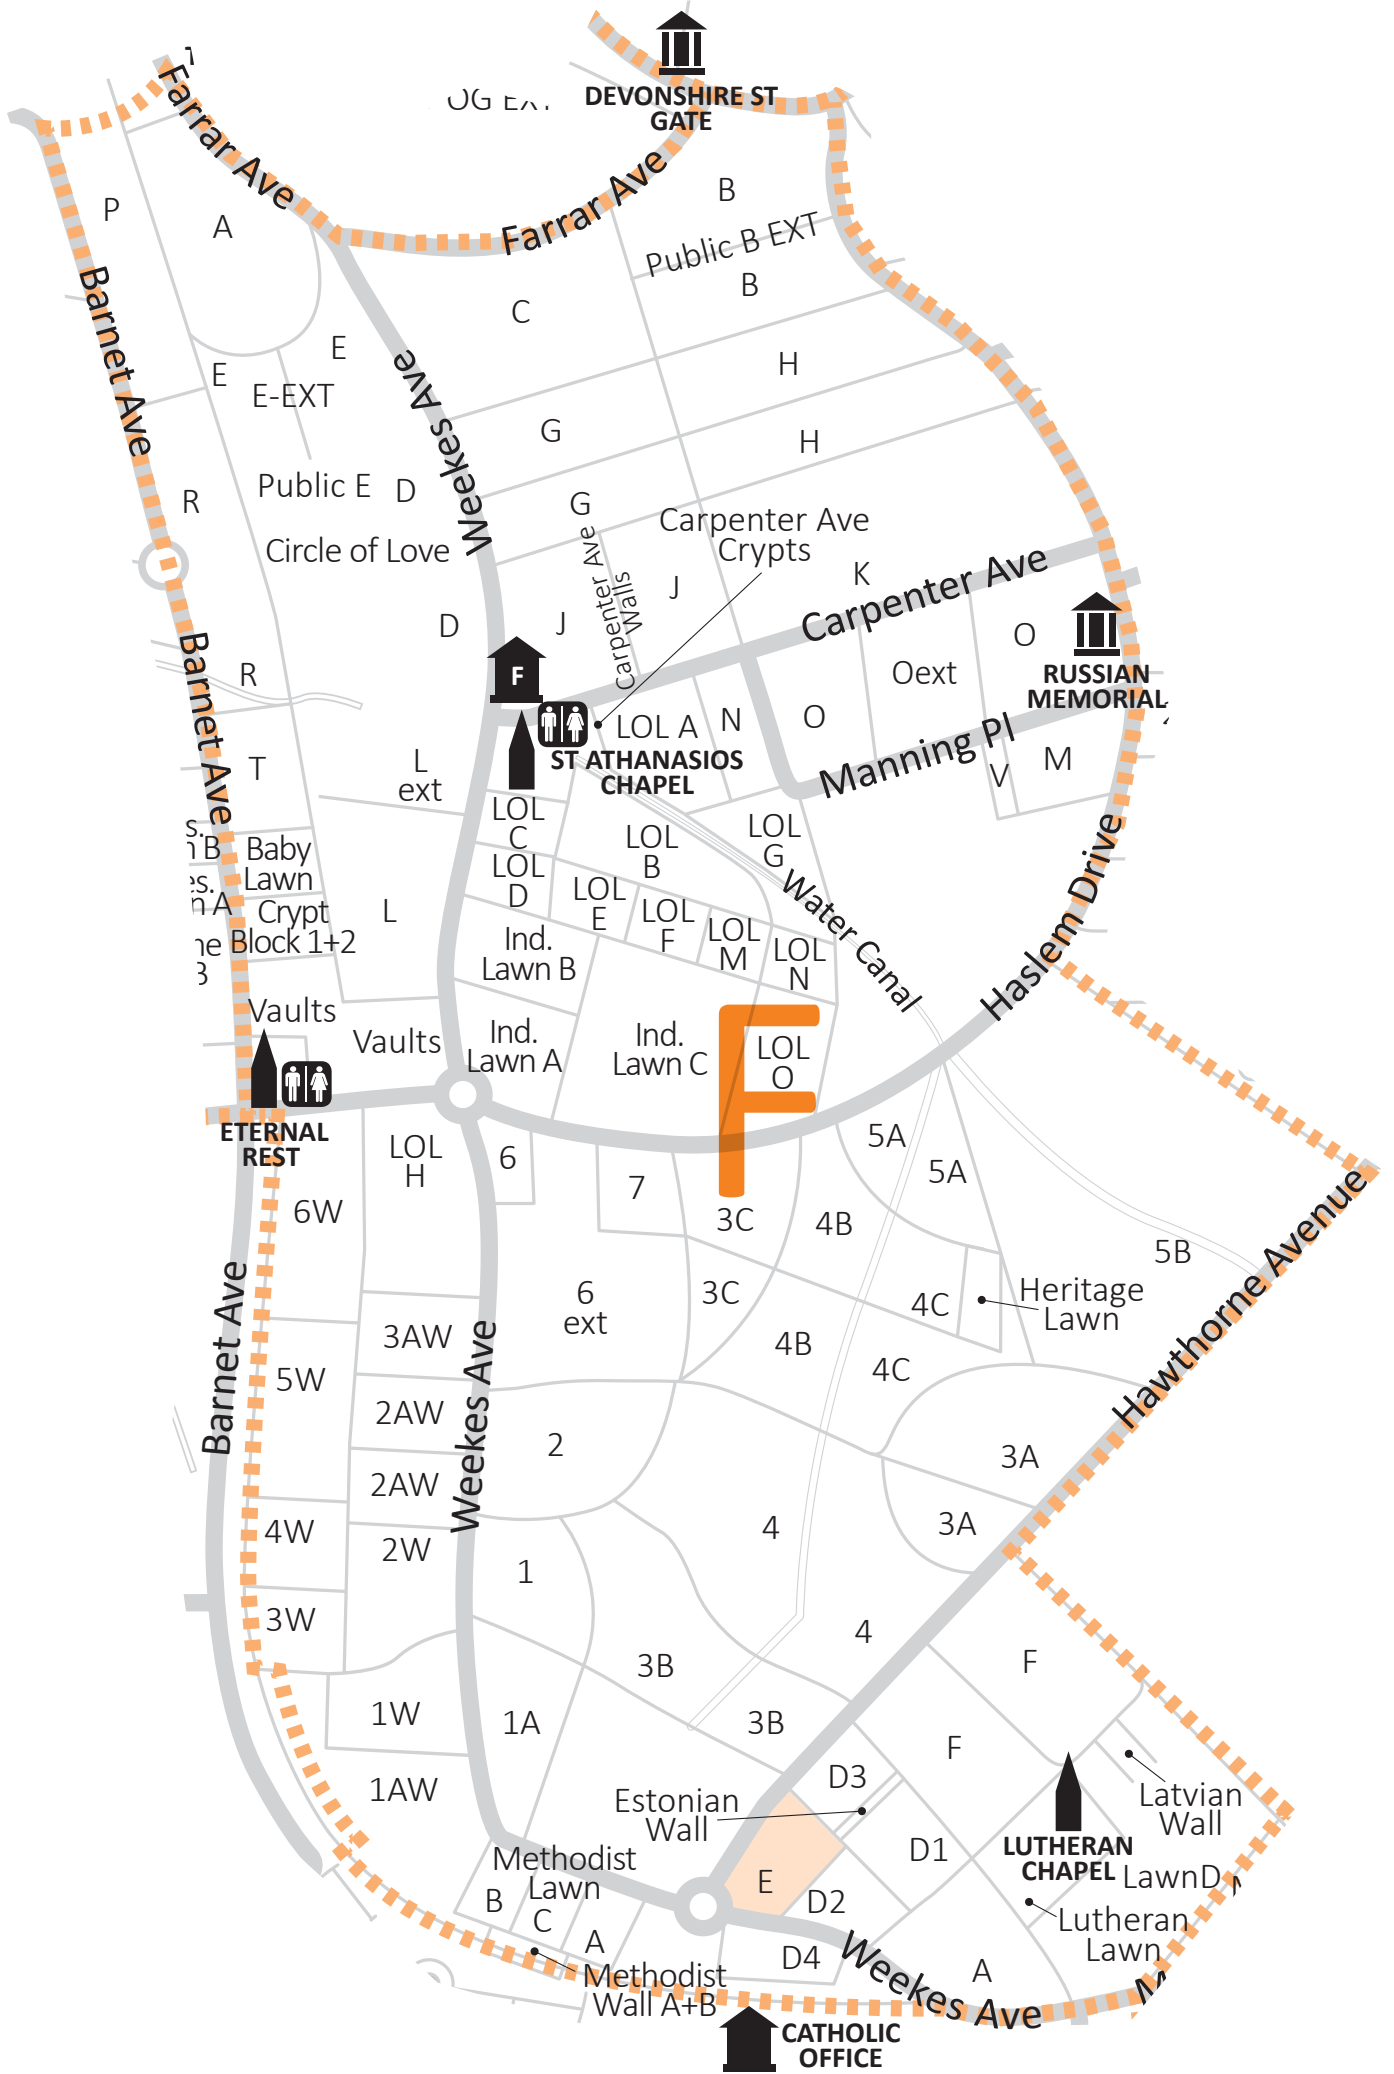 OG EXT
DEVONSHIRE ST
GATE
Farrar Ave
Farrar Ave
P
A
B
Public B EXT
B
Barnet Ave
C
E
E
E-EXT
Weekes Ave
H
G
H
R
Public E
D
G
Carpenter Ave
Crypts
Circle of Love
Carpenter Ave
Walls
K
Carpenter Ave
J
D
J
O
F
Barnet Ave
R
Oext
RUSSIAN
MEMORIAL
LOL A
N
O
Manning Pl
ST ATHANASIOS
CHAPEL
T
L
ext
V
M
LOL
C
LOL
B
LOL
G
s.
n B
Baby
Lawn
LOL
D
LOL
E
LOL
F
LOL
M
LOL
N
Water Canal
Haslem Drive
es.
n A
Crypt
Block 1+2
L
ne
B
Ind.
Lawn B
Vaults
Vaults
Ind.
Lawn A
Ind.
Lawn C
F
LOL
O
ETERNAL
REST
LOL
H
6
7
5A
5A
6W
3C
4B
5B
Hawthorne Avenue
Barnet Ave
6
ext
3C
4C
Heritage
Lawn
3AW
Weekes Ave
4B
4C
5W
2AW
2
3A
2AW
4W
2W
4
3A
1
3W
4
3B
F
1W
1A
3B
F
1AW
Estonian
Wall
D3
Latvian
Wall
D1
LUTHERAN
CHAPEL
Methodist
Lawn
E
D2
LawnD
B
C
A
Lutheran
Lawn
D4
Weekes Ave
A
Methodist
Wall A+B
CATHOLIC
OFFICE